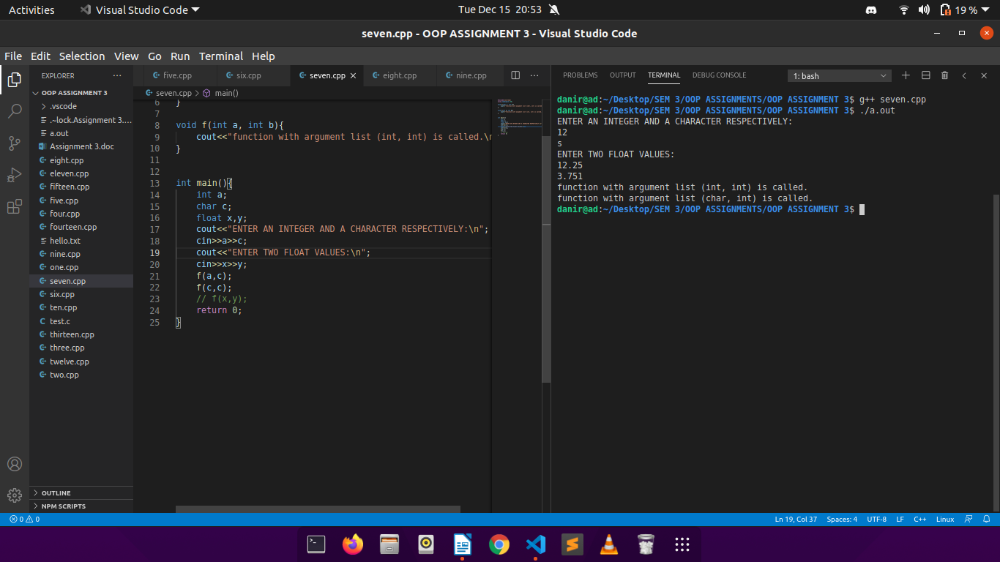 Activities Visual Studio Code Tue Dec 15 20:53 19 %
seven.cpp - OOP ASSIGNMENT 3 - Visual Studio Code
File Edit Selection View Go Run Terminal Help
EXPLORER
OOP ASSIGNMENT 3
.vscode
.~lock.Assignment 3....
a.out
Assignment 3.doc
eight.cpp
eleven.cpp
fifteen.cpp
five.cpp
four.cpp
fourteen.cpp
hello.txt
nine.cpp
one.cpp
seven.cpp
six.cpp
ten.cpp
test.c
thirteen.cpp
three.cpp
twelve.cpp
two.cpp
OUTLINE
NPM SCRIPTS
five.cpp six.cpp seven.cpp eight.cpp nine.cpp
seven.cpp > main()
6 }
7
8 void f(int a, int b){
9 cout<<"function with argument list (int, int) is called.\n
10 }
11
12
13 int main(){
14 int a;
15 char c;
16 float x,y;
17 cout<<"ENTER AN INTEGER AND A CHARACTER RESPECTIVELY:\n";
18 cin>>a>>c;
19 cout<<"ENTER TWO FLOAT VALUES:\n";
20 cin>>x>>y;
21 f(a,c);
22 f(c,c);
23 // f(x,y);
24 return 0;
25 }
PROBLEMS OUTPUT TERMINAL DEBUG CONSOLE 1: bash
danir@ad:~/Desktop/SEM 3/OOP ASSIGNMENTS/OOP ASSIGNMENT 3$ g++ seven.cpp
danir@ad:~/Desktop/SEM 3/OOP ASSIGNMENTS/OOP ASSIGNMENT 3$ ./a.out
ENTER AN INTEGER AND A CHARACTER RESPECTIVELY:
12
s
ENTER TWO FLOAT VALUES:
12.25
3.751
function with argument list (int, int) is called.
function with argument list (char, int) is called.
danir@ad:~/Desktop/SEM 3/OOP ASSIGNMENTS/OOP ASSIGNMENT 3$
0 0 Ln 19, Col 37 Spaces: 4 UTF-8 LF C++ Linux